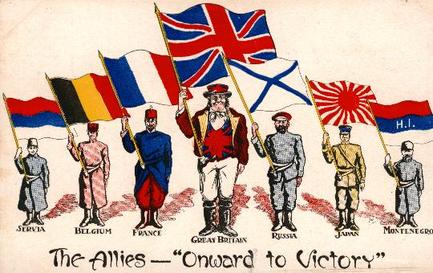 H.I.
SERVIA
BELGIUM
FRANCE
GREAT BRITAIN
RUSSIA
JAPAN
MONTENEGRO
The Allies — "Onward to Victory"